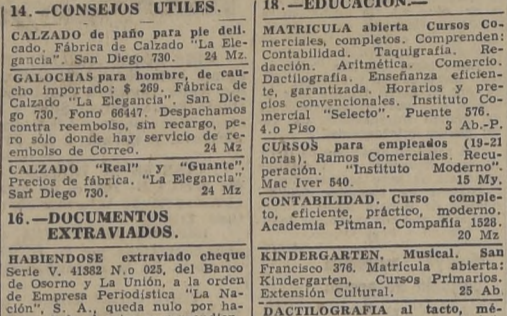 14.—CONSEJOS UTILES.
CALZADO de paño para pie deli-
cado. Fábrica de Calzado "La Ele-
gancia". San Diego 730. 24 Mz.
GALOCHAS para hombre, de cau-
cho importado; $ 269. Fábrica de
Calzado "La Elegancia". San Die-
go 730. Fono 66447. Despachamos
contra reembolso, sin recargo, pe-
ro sólo donde hay servicio de re-
embolso de Correo. 24 Mz
CALZADO "Real" y "Guante".
Precios de fábrica. "La Elegancia".
San Diego 730. 24 Mz
16.—DOCUMENTOS
EXTRAVIADOS.
HABIENDOSE extraviado cheque
Serie V. 41382 N.o 025, del Banco
de Osorno y La Unión, a la orden
de Empresa Periodística "La Na-
ción", S. A., queda nulo por ha-
18.—EDUCACION.—
MATRICULA abierta Cursos Co-
merciales, completos. Comprenden:
Contabilidad. Taquigrafía. Re-
dacción. Aritmética. Comercio.
Dactilografía. Enseñanza eficien-
te, garantizada. Horarios y pre-
cios convencionales. Instituto Co-
mercial "Selecto". Puente 576.
4.o Piso 3 Ab.-P.
CURSOS para empleados (19-21
horas), Ramos Comerciales. Recu-
peración. "Instituto Moderno".
Mac Iver 540. 15 My.
CONTABILIDAD. Curso comple-
to, eficiente, práctico, moderno.
Academia Pitman. Compañía 1528.
20 Mz
KINDERGARTEN. Musical. San
Francisco 376. Matrícula abierta:
Kindergarten, Cursos Primarios.
Extensión Cultural. 25 Ab.
DACTILOGRAFIA al tacto, mé-